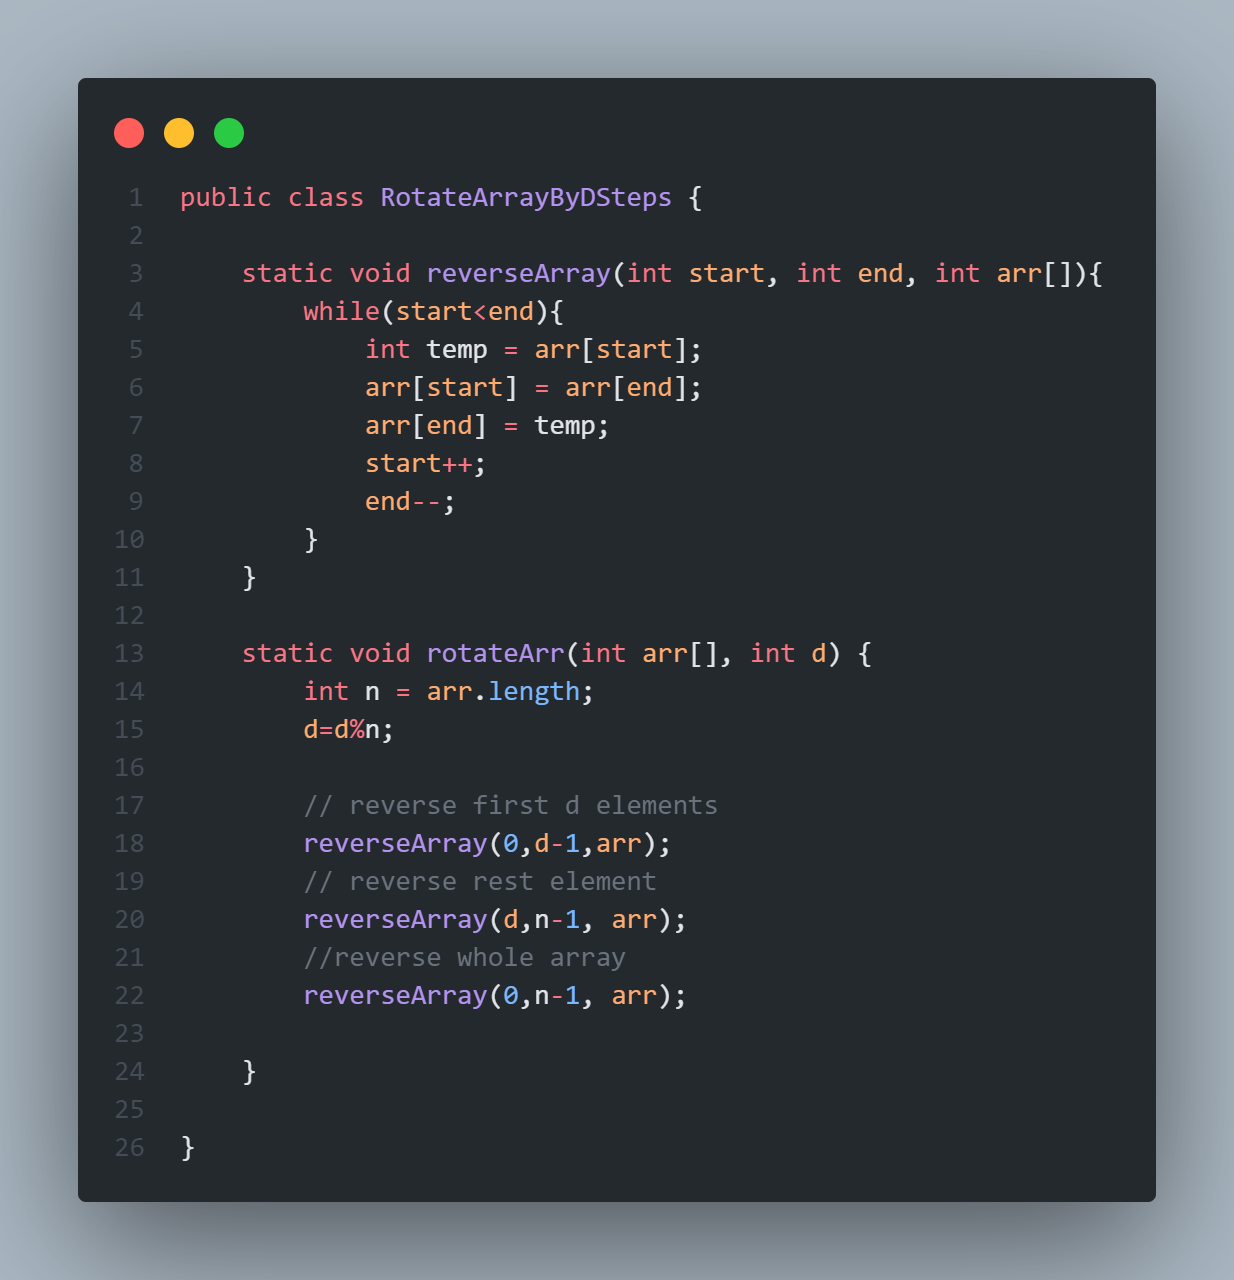 1 public class RotateArrayByDSteps {
2
3     static void reverseArray(int start, int end, int arr[]){
4         while(start<end){
5             int temp = arr[start];
6             arr[start] = arr[end];
7             arr[end] = temp;
8             start++;
9             end--;
10         }
11     }
12
13     static void rotateArr(int arr[], int d) {
14         int n = arr.length;
15         d=d%n;
16
17         // reverse first d elements
18         reverseArray(0,d-1,arr);
19         // reverse rest element
20         reverseArray(d,n-1, arr);
21         //reverse whole array
22         reverseArray(0,n-1, arr);
23
24     }
25
26 }